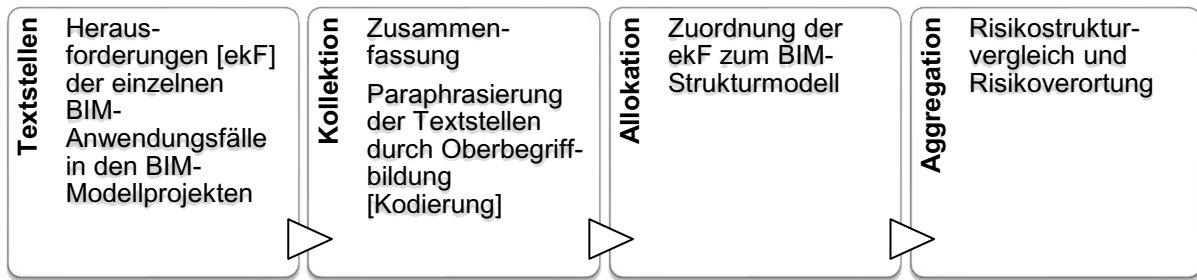 Textstellen
Heraus-
forderungen [ekF]
der einzelnen
BIM-
Anwendungsfälle
in den BIM-
Modellprojekten
Kollektion
Zusammen-
fassung
Paraphrasierung
der Textstellen
durch Oberbegriff-
bildung
[Kodierung]
Allokation
Zuordnung der
ekF zum BIM-
Strukturmodell
Aggregation
Risikostruktur-
vergleich und
Risikoverortung